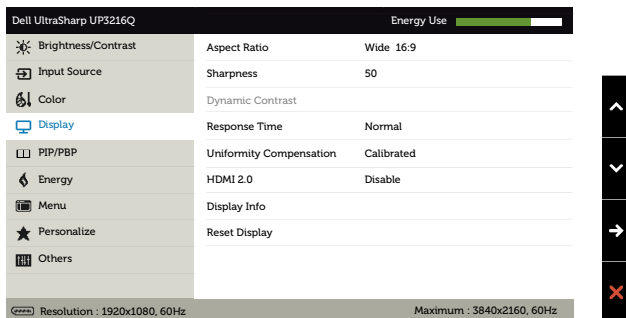 Dell UltraSharp UP3216Q Energy Use
Brightness/Contrast Aspect Ratio Wide 16:9
Input Source Sharpness 50
Color Dynamic Contrast
Display Response Time Normal
PIP/PBP Uniformity Compensation Calibrated
Energy HDMI 2.0 Disable
Menu Display Info
Personalize Reset Display
Others
Resolution : 1920x1080, 60Hz Maximum : 3840x2160, 60Hz